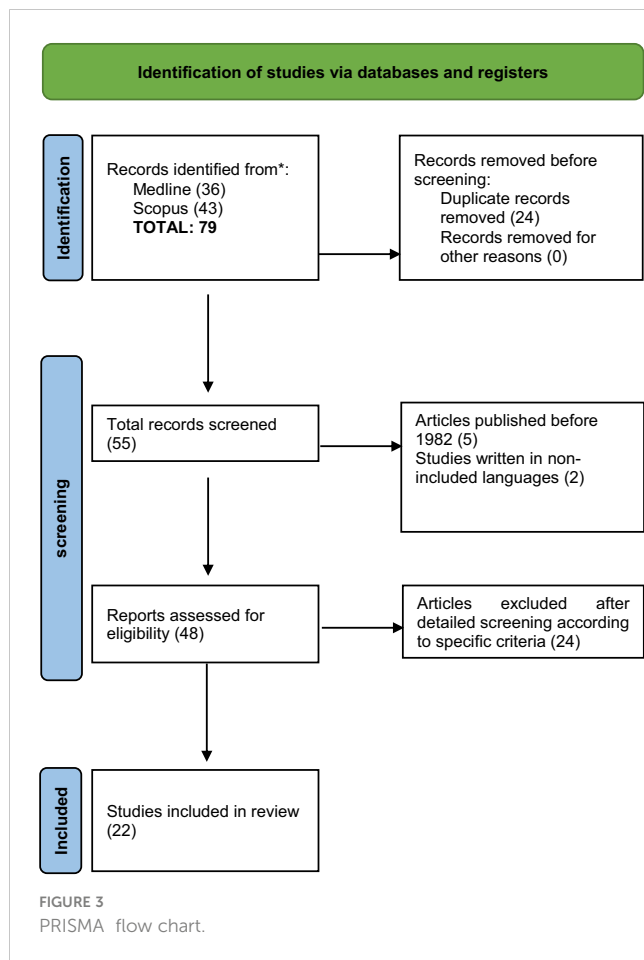 Identification of studies via databases and registers
Identification
Records identified from*:
Medline (36)
Scopus (43)
TOTAL: 79
Records removed before
screening:
Duplicate records
removed (24)
Records removed for
other reasons (0)
screening
Total records screened
(55)
Articles published before
1982 (5)
Studies written in non-
included languages (2)
Reports assessed for
eligibility (48)
Articles excluded after
detailed screening according
to specific criteria (24)
Included
Studies included in review
(22)
FIGURE 3
PRISMA flow chart.